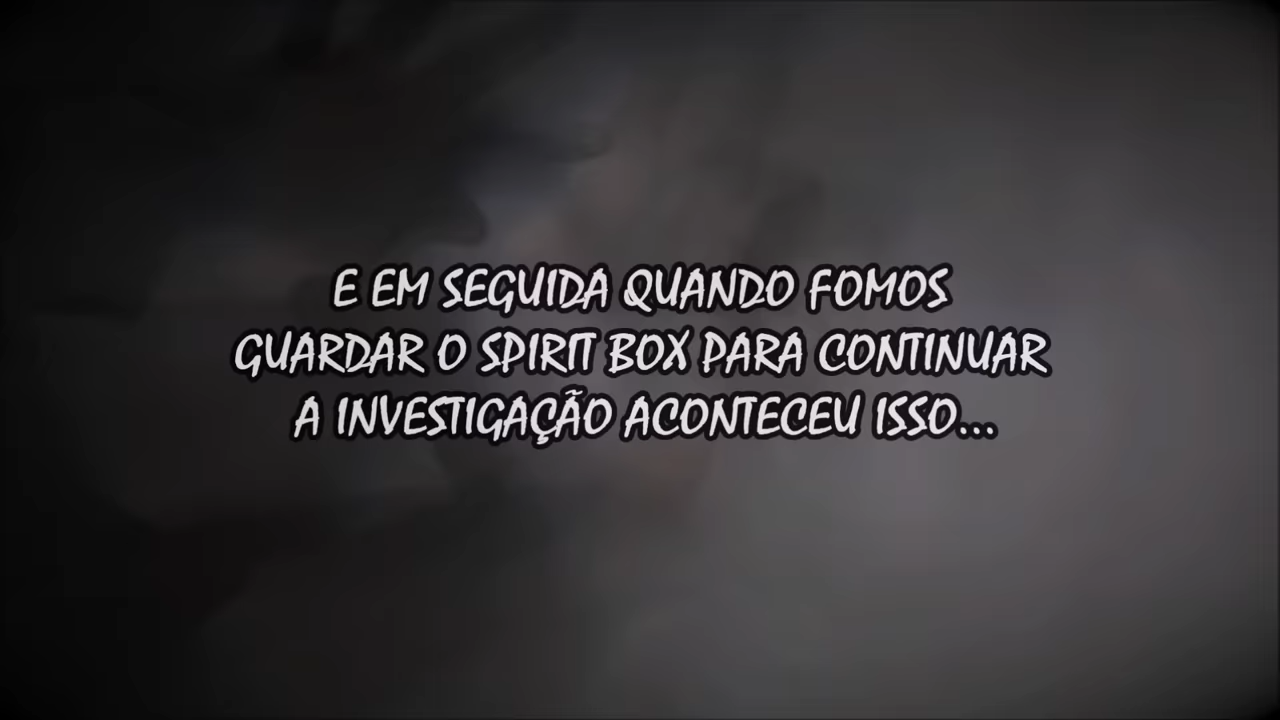 E EM SEGUIDA QUANDO FOMOS
GUARDAR O SPIRIT BOX PARA CONTINUAR
A INVESTIGAÇÃO ACONTECEU ISSO...